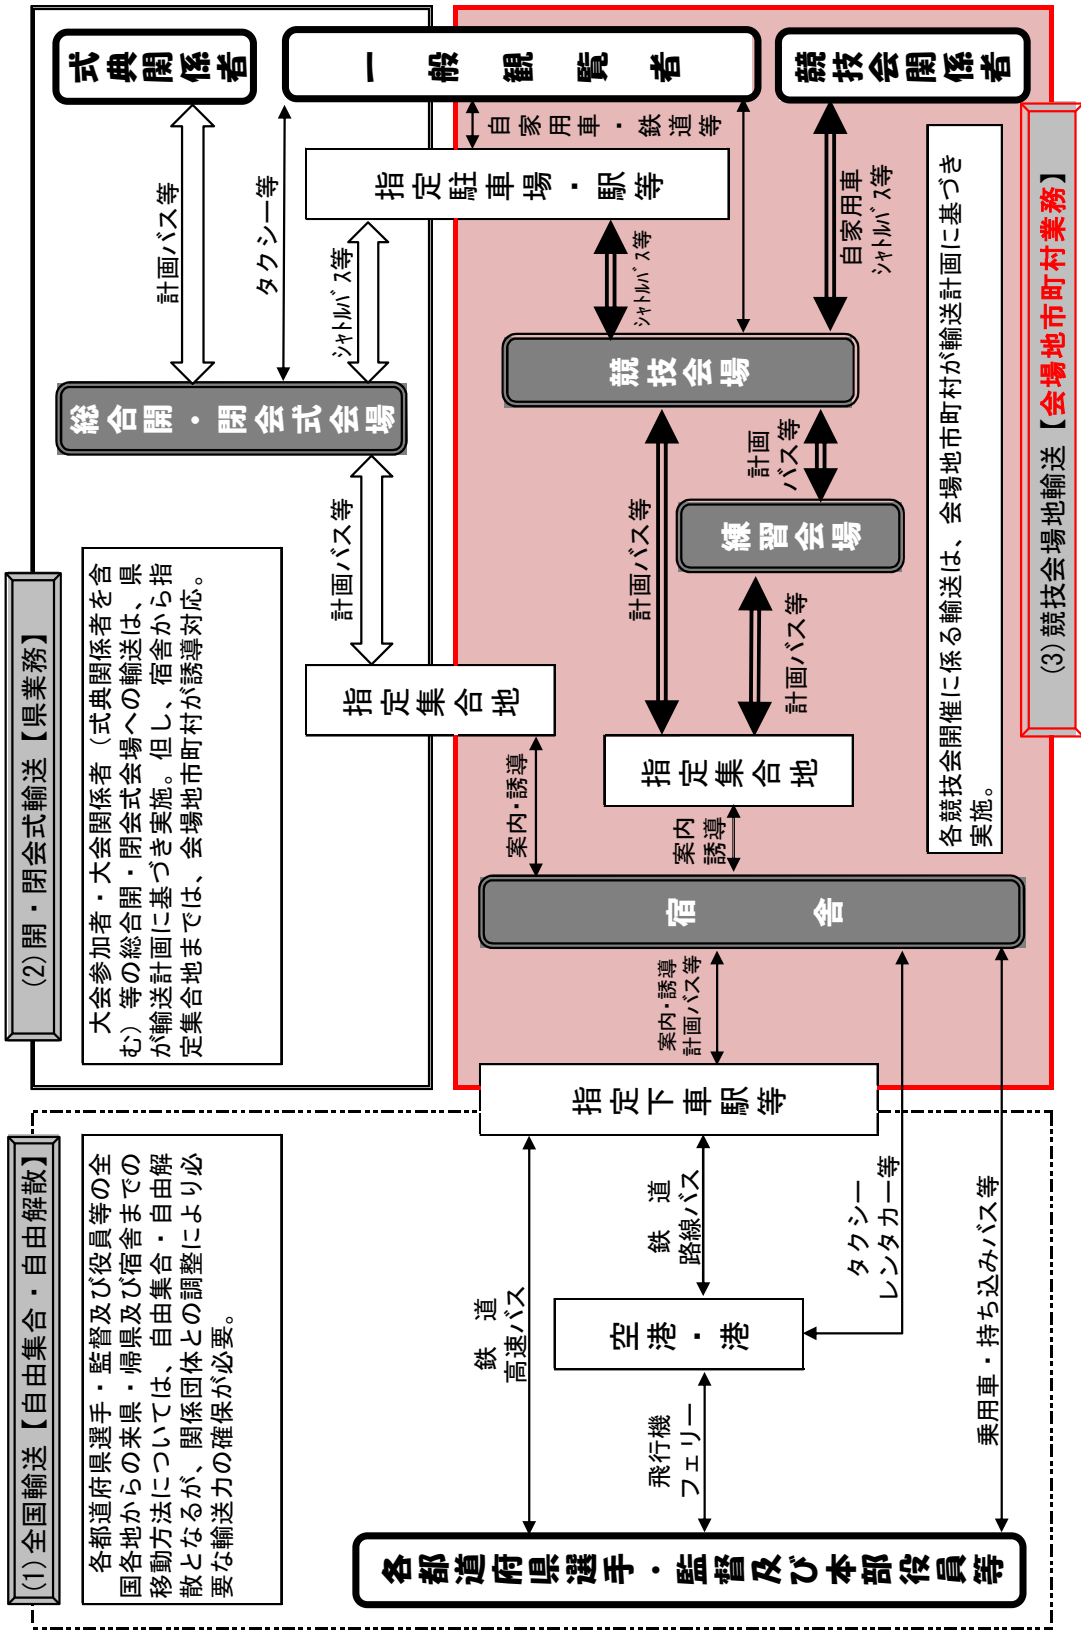 (1)全国輸送【自由集合・自由解散】
各都道府県選手・監督及び役員等の全
国各地からの来県・帰県及び宿舎までの
移動方法については、自由集合・自由解
散となるが、関係団体との調整により必
要な輸送力の確保が必要。
各都道府県選手・監督及び本部役員等
鉄　道
高速バス
飛行機
フェリー
空港・港
鉄　道
路線バス
タクシー
レンタカー等
乗用車・持ち込みバス等
指定下車駅等
(2)開・閉会式輸送【県業務】
大会参加者・大会関係者（式典関係者を含
む）等の総合開・閉会式会場への輸送は、県
が輸送計画に基づき実施。但し、宿舎から指
定集合地までは、会場地市町村が誘導対応。
案内・誘導
計画バス等
宿　舎
案内・誘導
指定集合地
計画バス等
総合開・閉会式会場
計画バス等
タクシー等
シャトルバス等
式典関係者
一般観覧者
自家用車・鉄道等
指定駐車場・駅等
案内
誘導
指定集合地
計画バス等
計画バス等
練習会場
計画
バス等
競技会場
シャトルバス等
自家用車
シャトルバス等
競技会関係者
各競技会開催に係る輸送は、会場地市町村が輸送計画に基づき
実施。
(3)競技会場地輸送【会場地市町村業務】